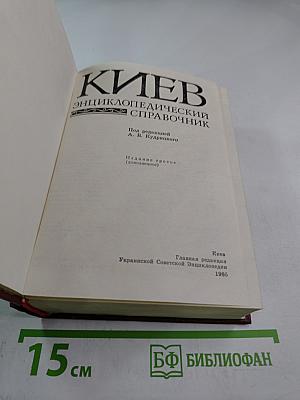 КИЕВ
ЭНЦИКЛОПЕДИЧЕСКИЙ
СПРАВОЧНИК
Под редакцией
А. В. Кудрицкого
Издание третье
(дополненное)
Киев
Главная редакция
Украинской Советской Энциклопедии
1986
15 см
БФ БИБЛИОФАН